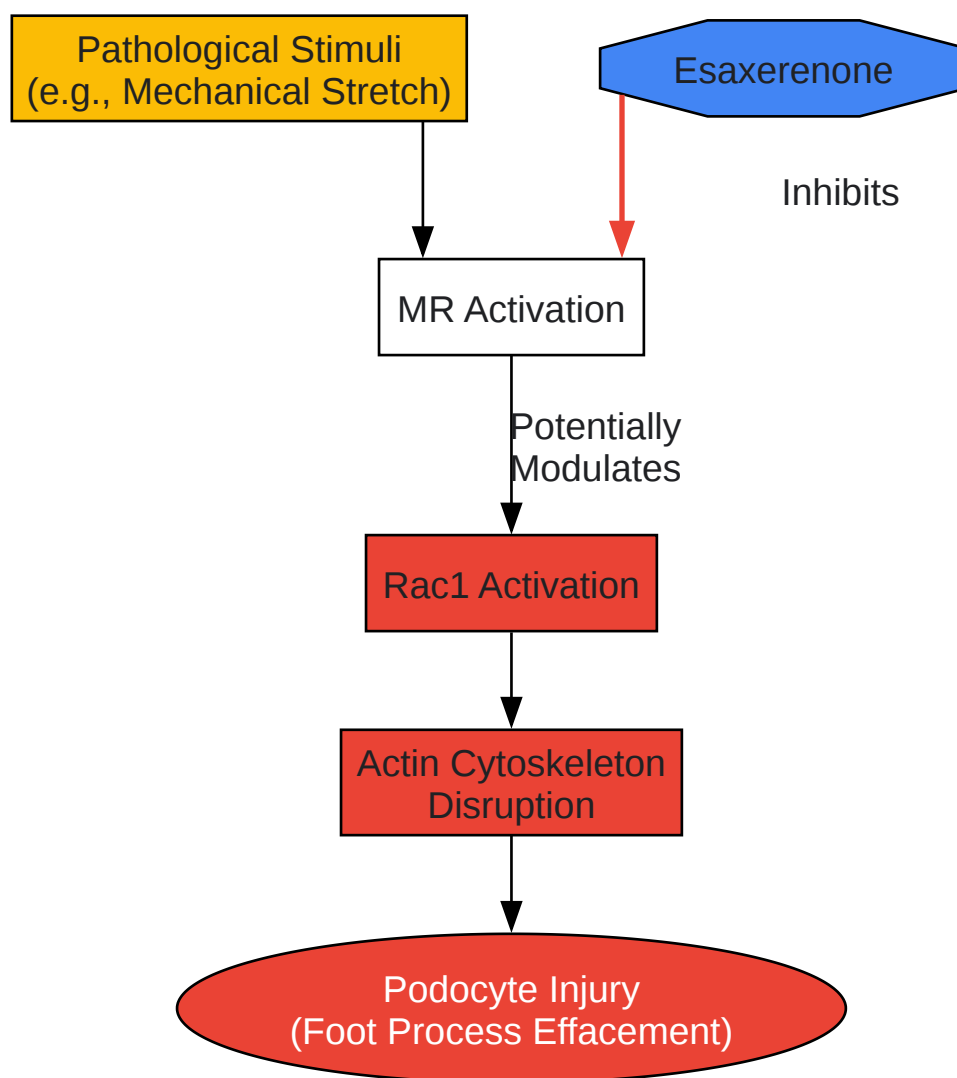 Pathological Stimuli
(e.g., Mechanical Stretch)
Esaxerenone
Inhibits
MR Activation
Potentially
Modulates
Rac1 Activation
Actin Cytoskeleton
Disruption
Podocyte Injury
(Foot Process Effacement)